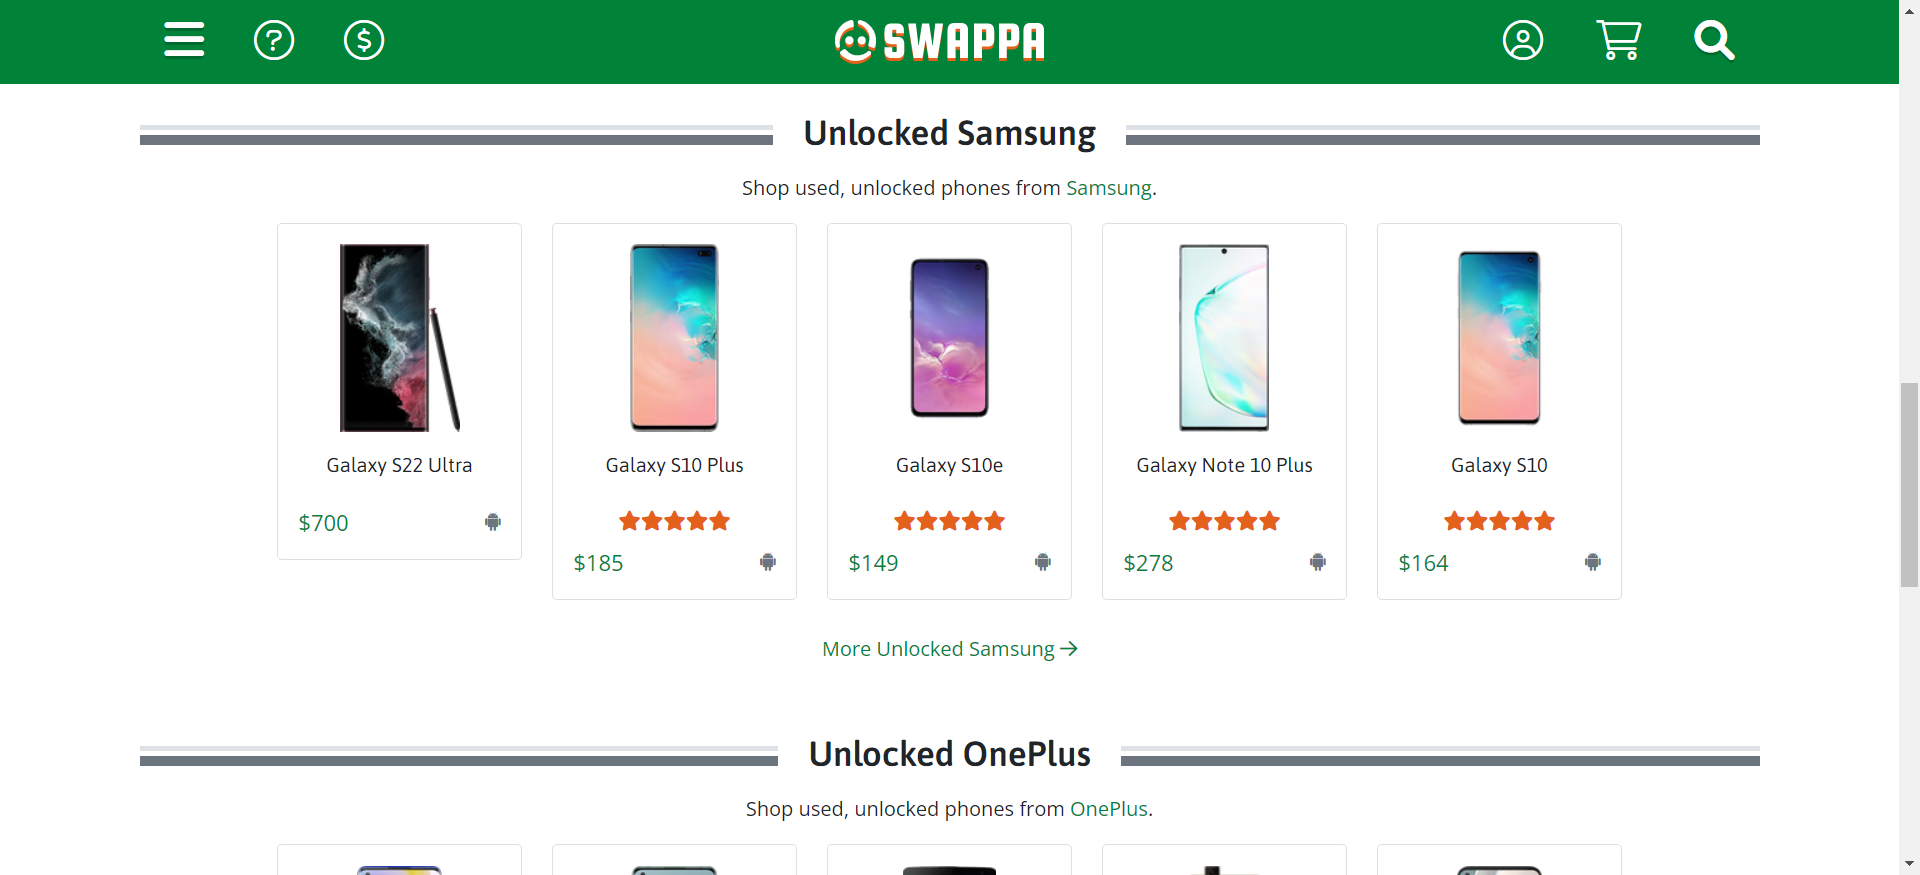 SWAPPA
Unlocked Samsung
Shop used, unlocked phones from Samsung.
Galaxy S22 Ultra
$700
Galaxy S10 Plus
$185
Galaxy S10e
$149
Galaxy Note 10 Plus
$278
Galaxy S10
$164
More Unlocked Samsung →
Unlocked OnePlus
Shop used, unlocked phones from OnePlus.